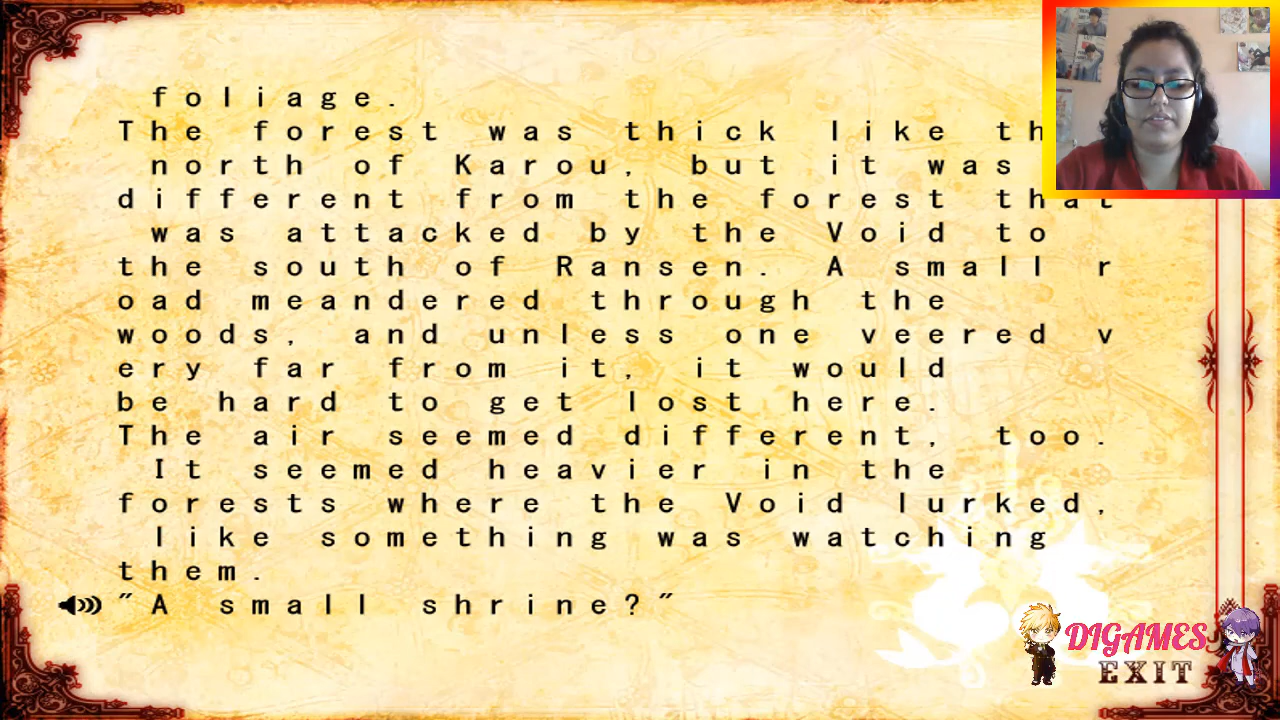 foliage.
The forest was thick like th
north of Karou, but it was
different from the forest that
was attacked by the Void to
the south of Ransen. A small r
oad meandered through the
woods, and unless one veered v
ery far from it, it would
be hard to get lost here.
The air seemed different, too.
It seemed heavier in the
forests where the Void lurked,
like something was watching
them.
"A small shrine?"
DIGAMES
EXIT